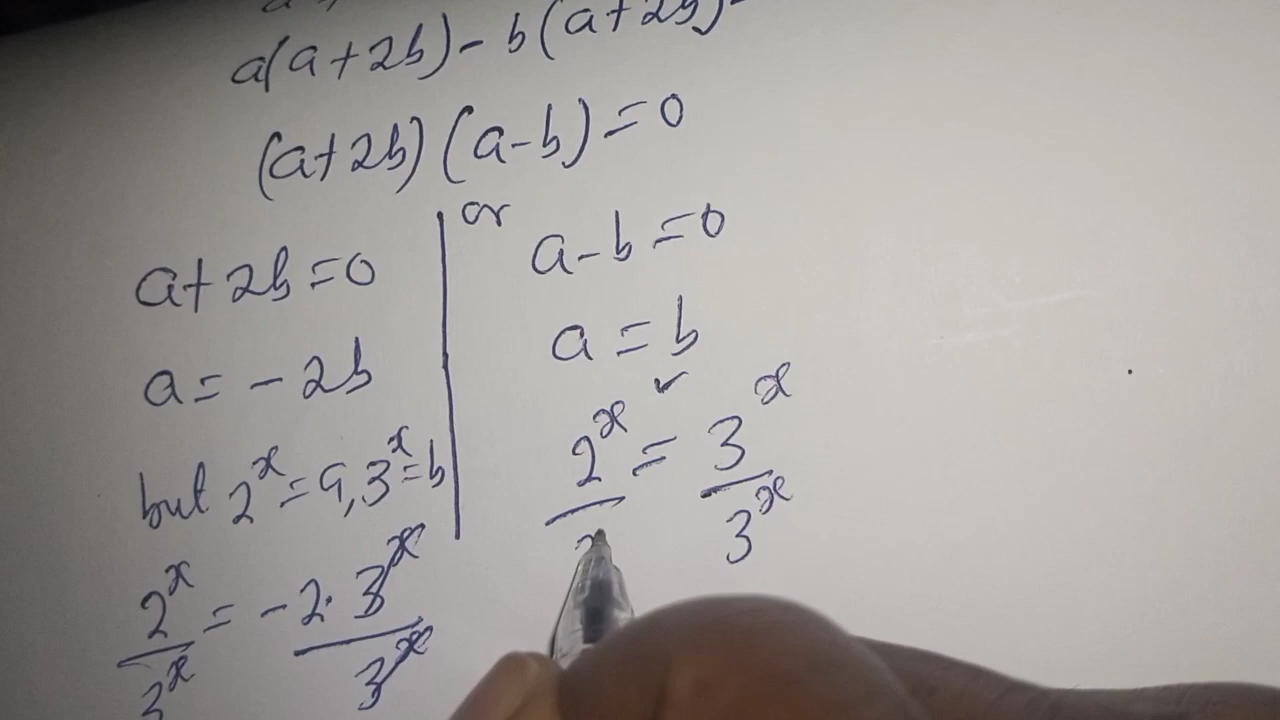 a(a+2b)-b(a+2b)
(a+2b)(a-b)=0
or
a+2b=0
a=-2b
but 2^x=a, 3^x=b
2^x/3^x = -2·3^x/3^x
a-b=0
a=b
✓
2^x/ = 3^x/3^x